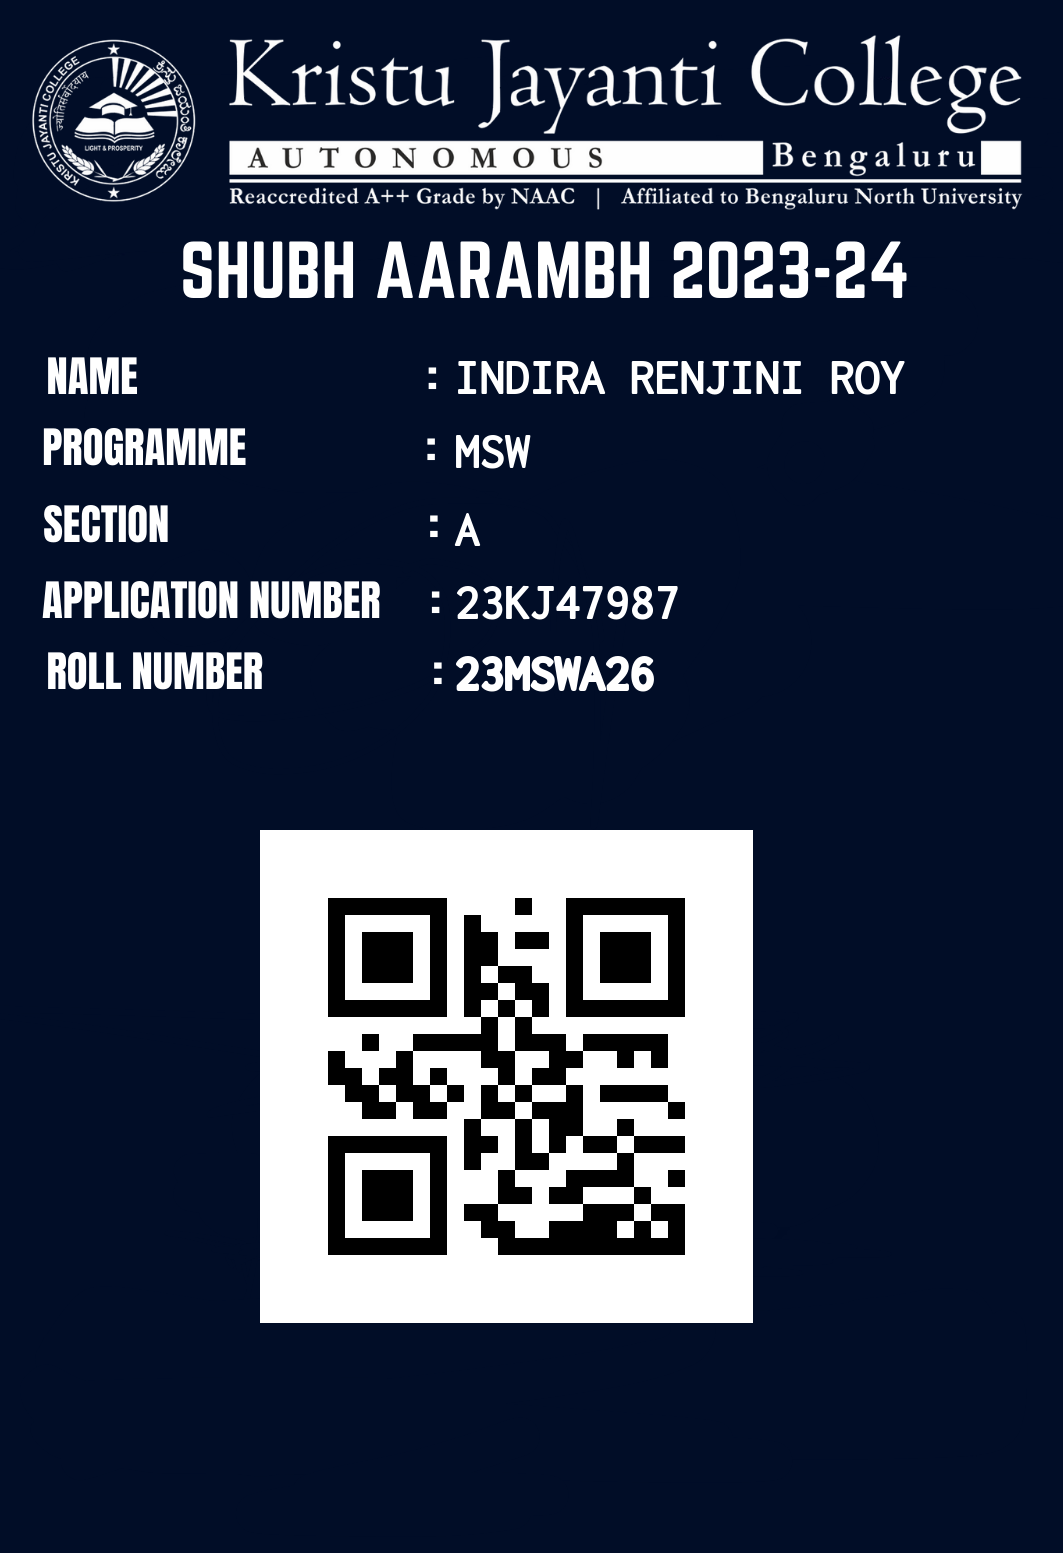 Kristu Jayanti College
AUTONOMOUS Bengaluru
Reaccredited A++ Grade by NAAC | Affiliated to Bengaluru North University
KRISTU JAYANTI COLLEGE
LIGHT & PROSPERITY
SHUBH AARAMBH 2023-24
NAME : INDIRA RENJINI ROY
PROGRAMME : MSW
SECTION : A
APPLICATION NUMBER : 23KJ47987
ROLL NUMBER : 23MSWA26